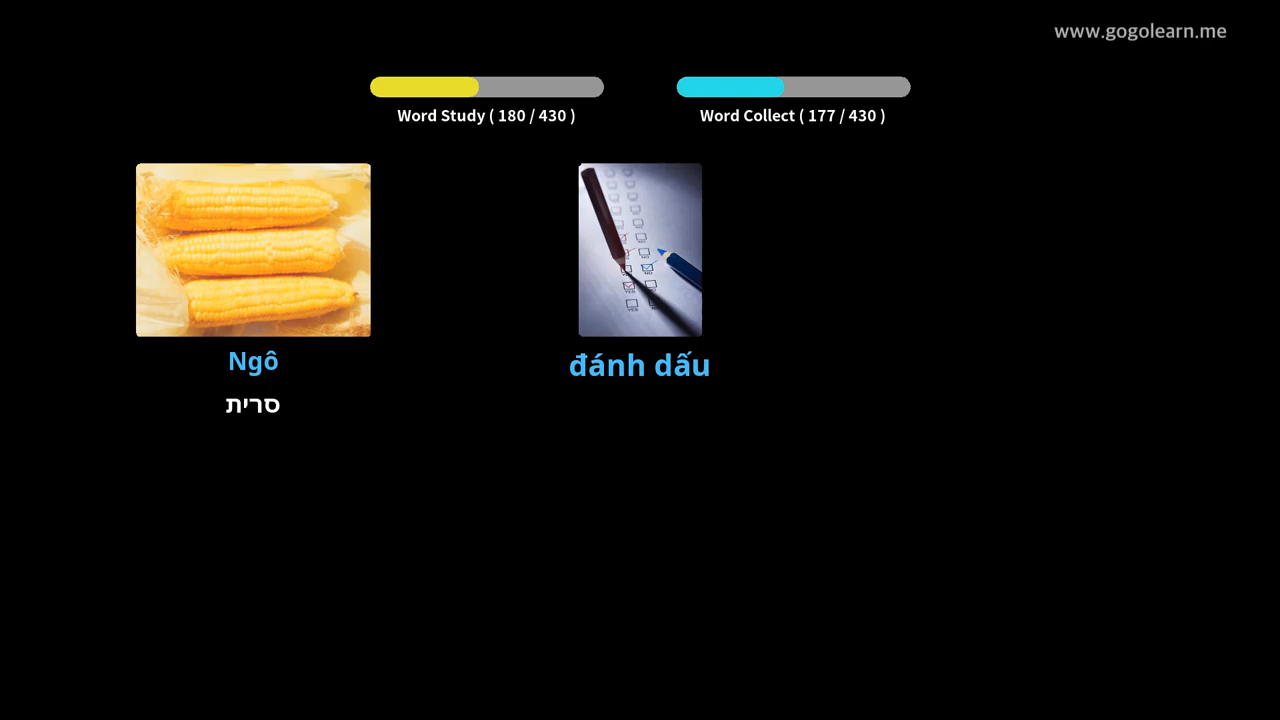 www.gogolearn.me
Word Study ( 180 / 430 )
Word Collect ( 177 / 430 )
Ngô
סרית
đánh dấu